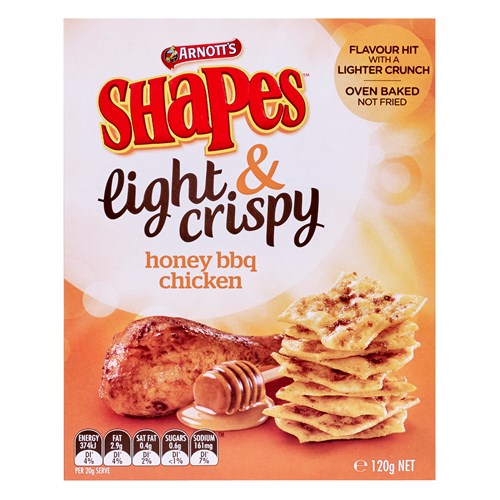 ARNOTT'S
SHAPES™
light &
crispy
honey bbq
chicken
FLAVOUR HIT
WITH A
LIGHTER CRUNCH
OVEN BAKED
NOT FRIED
ENERGY 374kJ DI* 4%
FAT 2.9g DI* 4%
SAT FAT 0.4g DI* 2%
SUGARS 0.6g DI* <1%
SODIUM 161mg DI* 7%
PER 20g SERVE
e 120g NET